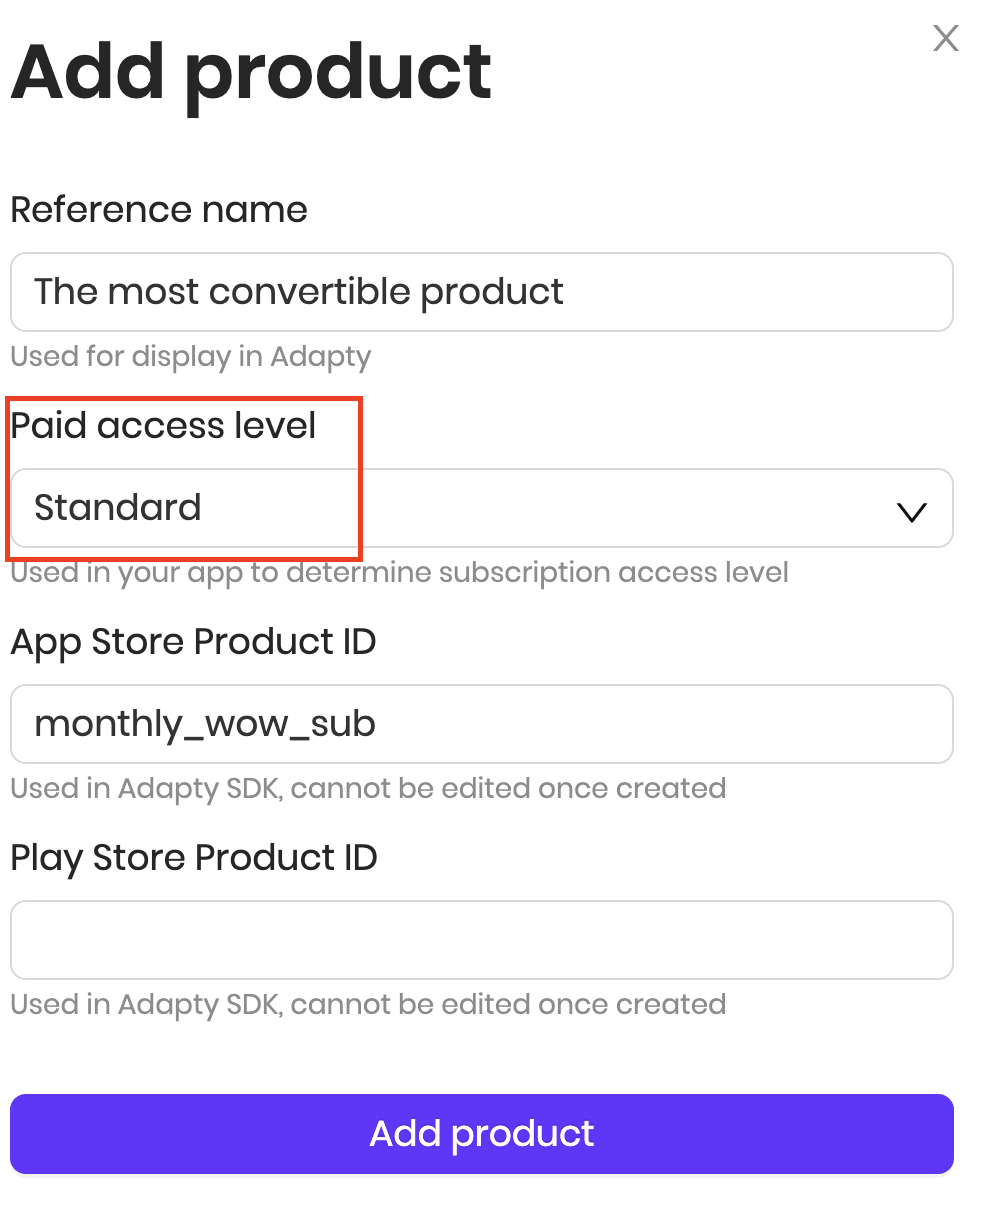 Add product
Reference name
The most convertible product
Used for display in Adapty
Paid access level
Standard
Used in your app to determine subscription access level
App Store Product ID
monthly_wow_sub
Used in Adapty SDK, cannot be edited once created
Play Store Product ID
Used in Adapty SDK, cannot be edited once created
Add product